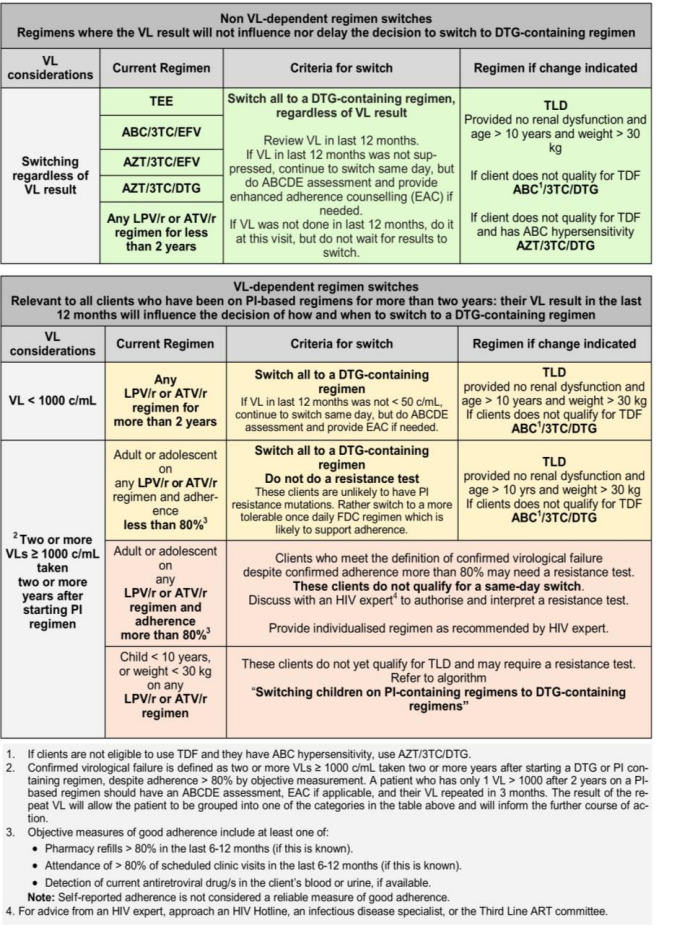 Non VL-dependent regimen switches
Regimens where the VL result will not influence nor delay the decision to switch to DTG-containing regimen
VL
considerations
Current Regimen
Criteria for switch
Regimen if change indicated
Switching
regardless of
VL result
TEE
ABC/3TC/EFV
AZT/3TC/EFV
AZT/3TC/DTG
Any LPV/r or ATV/r
regimen for less
than 2 years
Switch all to a DTG-containing regimen,
regardless of VL result
Review VL in last 12 months.
If VL in last 12 months was not sup-
pressed, continue to switch same day, but
do ABCDE assessment and provide
enhanced adherence counselling (EAC) if
needed.
If VL was not done in last 12 months, do it
at this visit, but do not wait for results to
switch.
TLD
Provided no renal dysfunction and
age > 10 years and weight > 30
kg
If client does not qualify for TDF
ABC¹/3TC/DTG
If client does not qualify for TDF
and has ABC hypersensitivity
AZT/3TC/DTG
VL-dependent regimen switches
Relevant to all clients who have been on PI-based regimens for more than two years: their VL result in the last
12 months will influence the decision of how and when to switch to a DTG-containing regimen
VL
considerations
Current Regimen
Criteria for switch
Regimen if change indicated
VL < 1000 c/mL
Any
LPV/r or ATV/r
regimen for
more than 2 years
Switch all to a DTG-containing
regimen
If VL in last 12 months was not < 50 c/mL,
continue to switch same day, but do ABCDE
assessment and provide EAC if needed.
TLD
provided no renal dysfunction and
age > 10 years and weight > 30 kg
If clients does not qualify for TDF
ABC¹/3TC/DTG
² Two or more
VLs ≥ 1000 c/mL
taken
two or more
years after
starting PI
regimen
Adult or adolescent
on
any LPV/r or ATV/r
regimen and adher-
ence
less than 80%³
Switch all to a DTG-containing
regimen
Do not do a resistance test
These clients are unlikely to have PI
resistance mutations. Rather switch to a more
tolerable once daily FDC regimen which is
likely to support adherence.
TLD
provided no renal dysfunction and
age > 10 yrs and weight > 30 kg
If clients does not qualify for TDF
ABC¹/3TC/DTG
Adult or adolescent
on
any
LPV/r or ATV/r
regimen and
adherence
more than 80%³
Clients who meet the definition of confirmed virological failure
despite confirmed adherence more than 80% may need a resistance test.
These clients do not qualify for a same-day switch.
Discuss with an HIV expert⁴ to authorise and interpret a resistance test.
Provide individualised regimen as recommended by HIV expert.
Child < 10 years,
or weight < 30 kg
on any
LPV/r or ATV/r
regimen
These clients do not yet qualify for TLD and may require a resistance test.
Refer to algorithm
“Switching children on PI-containing regimens to DTG-containing
regimens”
1. If clients are not eligible to use TDF and they have ABC hypersensitivity, use AZT/3TC/DTG.
2. Confirmed virological failure is defined as two or more VLs ≥ 1000 c/mL taken two or more years after starting a DTG or PI con-
taining regimen, despite adherence > 80% by objective measurement. A patient who has only 1 VL > 1000 after 2 years on a PI-
based regimen should have an ABCDE assessment, EAC if applicable, and their VL repeated in 3 months. The result of the re-
peat VL will allow the patient to be grouped into one of the categories in the table above and will inform the further course of ac-
tion.
3. Objective measures of good adherence include at least one of:
• Pharmacy refills > 80% in the last 6-12 months (if this is known).
• Attendance of > 80% of scheduled clinic visits in the last 6-12 months (if this is known).
• Detection of current antiretroviral drug/s in the client's blood or urine, if available.
Note: Self-reported adherence is not considered a reliable measure of good adherence.
4. For advice from an HIV expert, approach an HIV Hotline, an infectious disease specialist, or the Third Line ART committee.